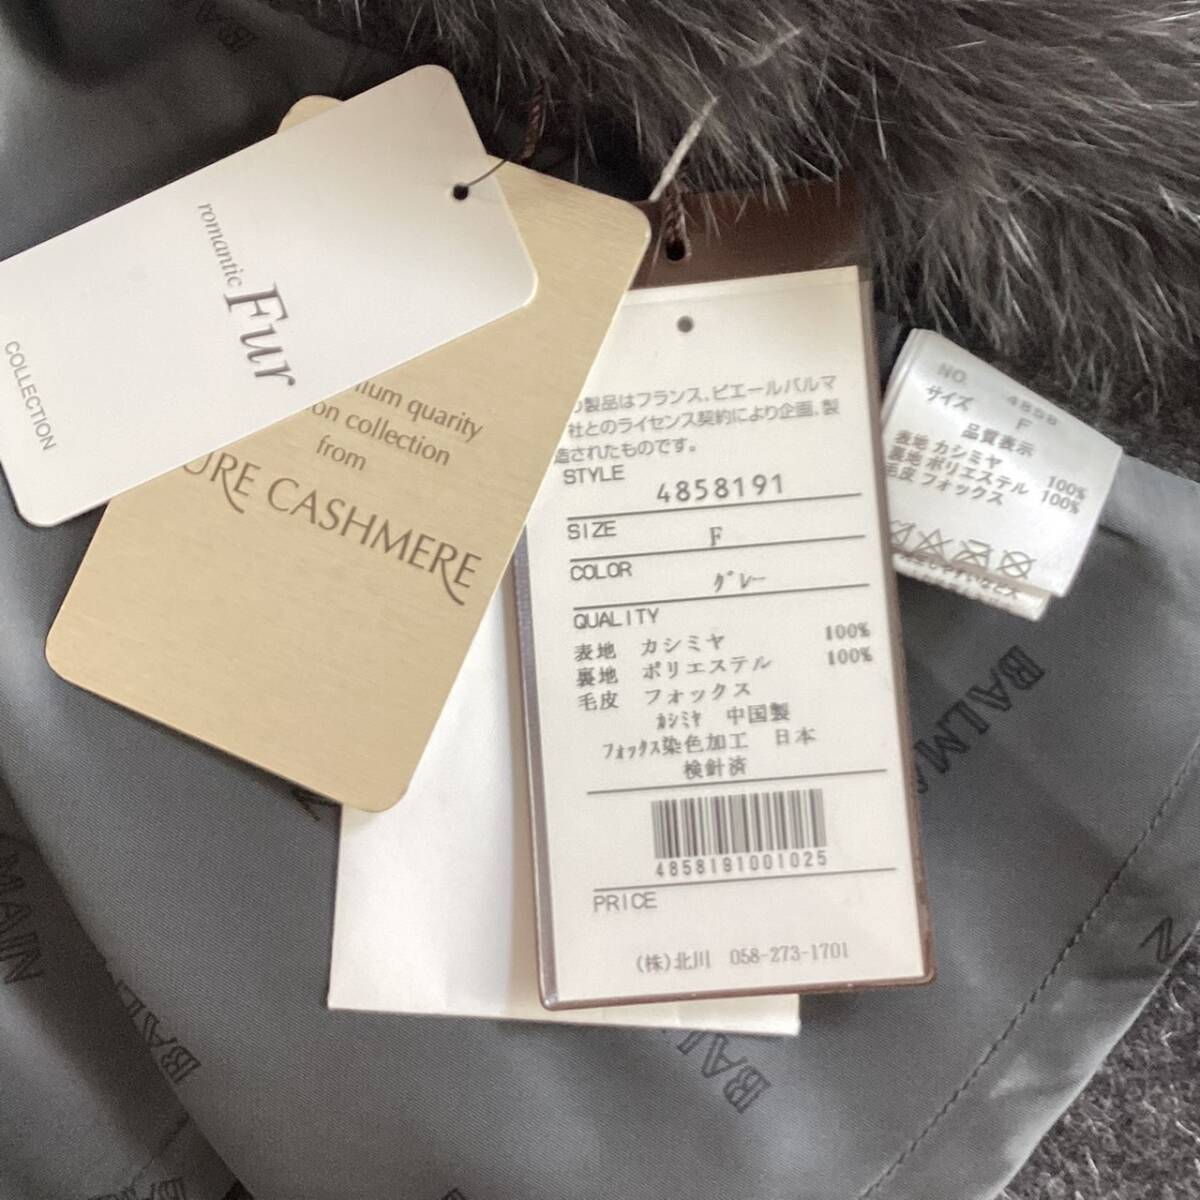 romantic
Fur
COLLECTION
quarity
collection
from
CASHMERE
製品はフランス、ピエールバルマ
社とのライセンス契約により企画、製
造されたものです。
STYLE
4858191
SIZE
F
COLOR
グレー
QUALITY
表地 カシミヤ 100%
裏地 ポリエステル 100%
毛皮 フォックス
カシミヤ 中国製
フォックス染色加工 日本
検針済
4858191001025
PRICE
(株)北川 058-273-1701
NO. 4858
サイズ F
品質表示
表地 カシミヤ 100%
裏地 ポリエステル 100%
毛皮 フォックス
BALMAIN
BALMAIN